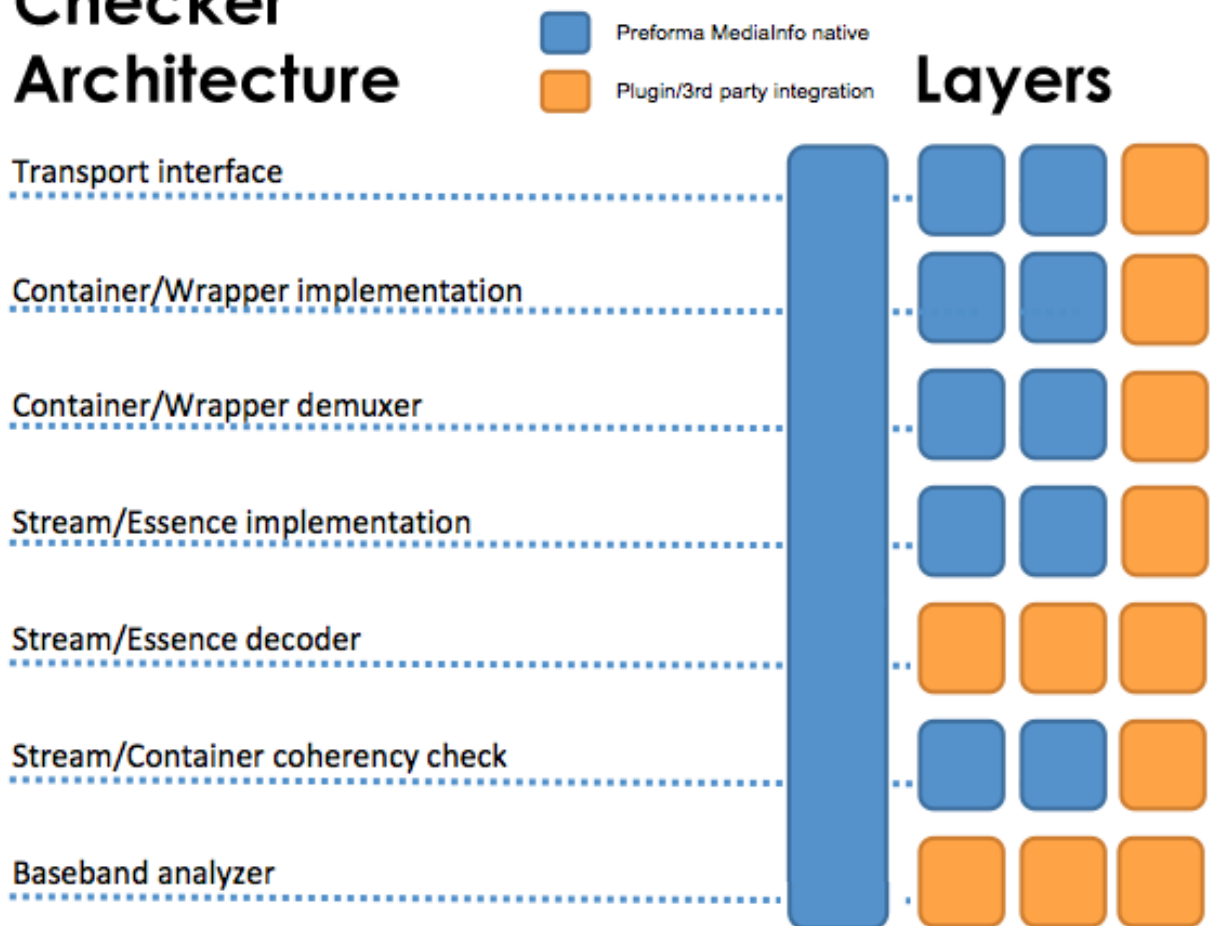 Checker
Architecture
Preforma MediaInfo native
Plugin/3rd party integration
Layers
Transport interface
Container/Wrapper implementation
Container/Wrapper demuxer
Stream/Essence implementation
Stream/Essence decoder
Stream/Container coherency check
Baseband analyzer